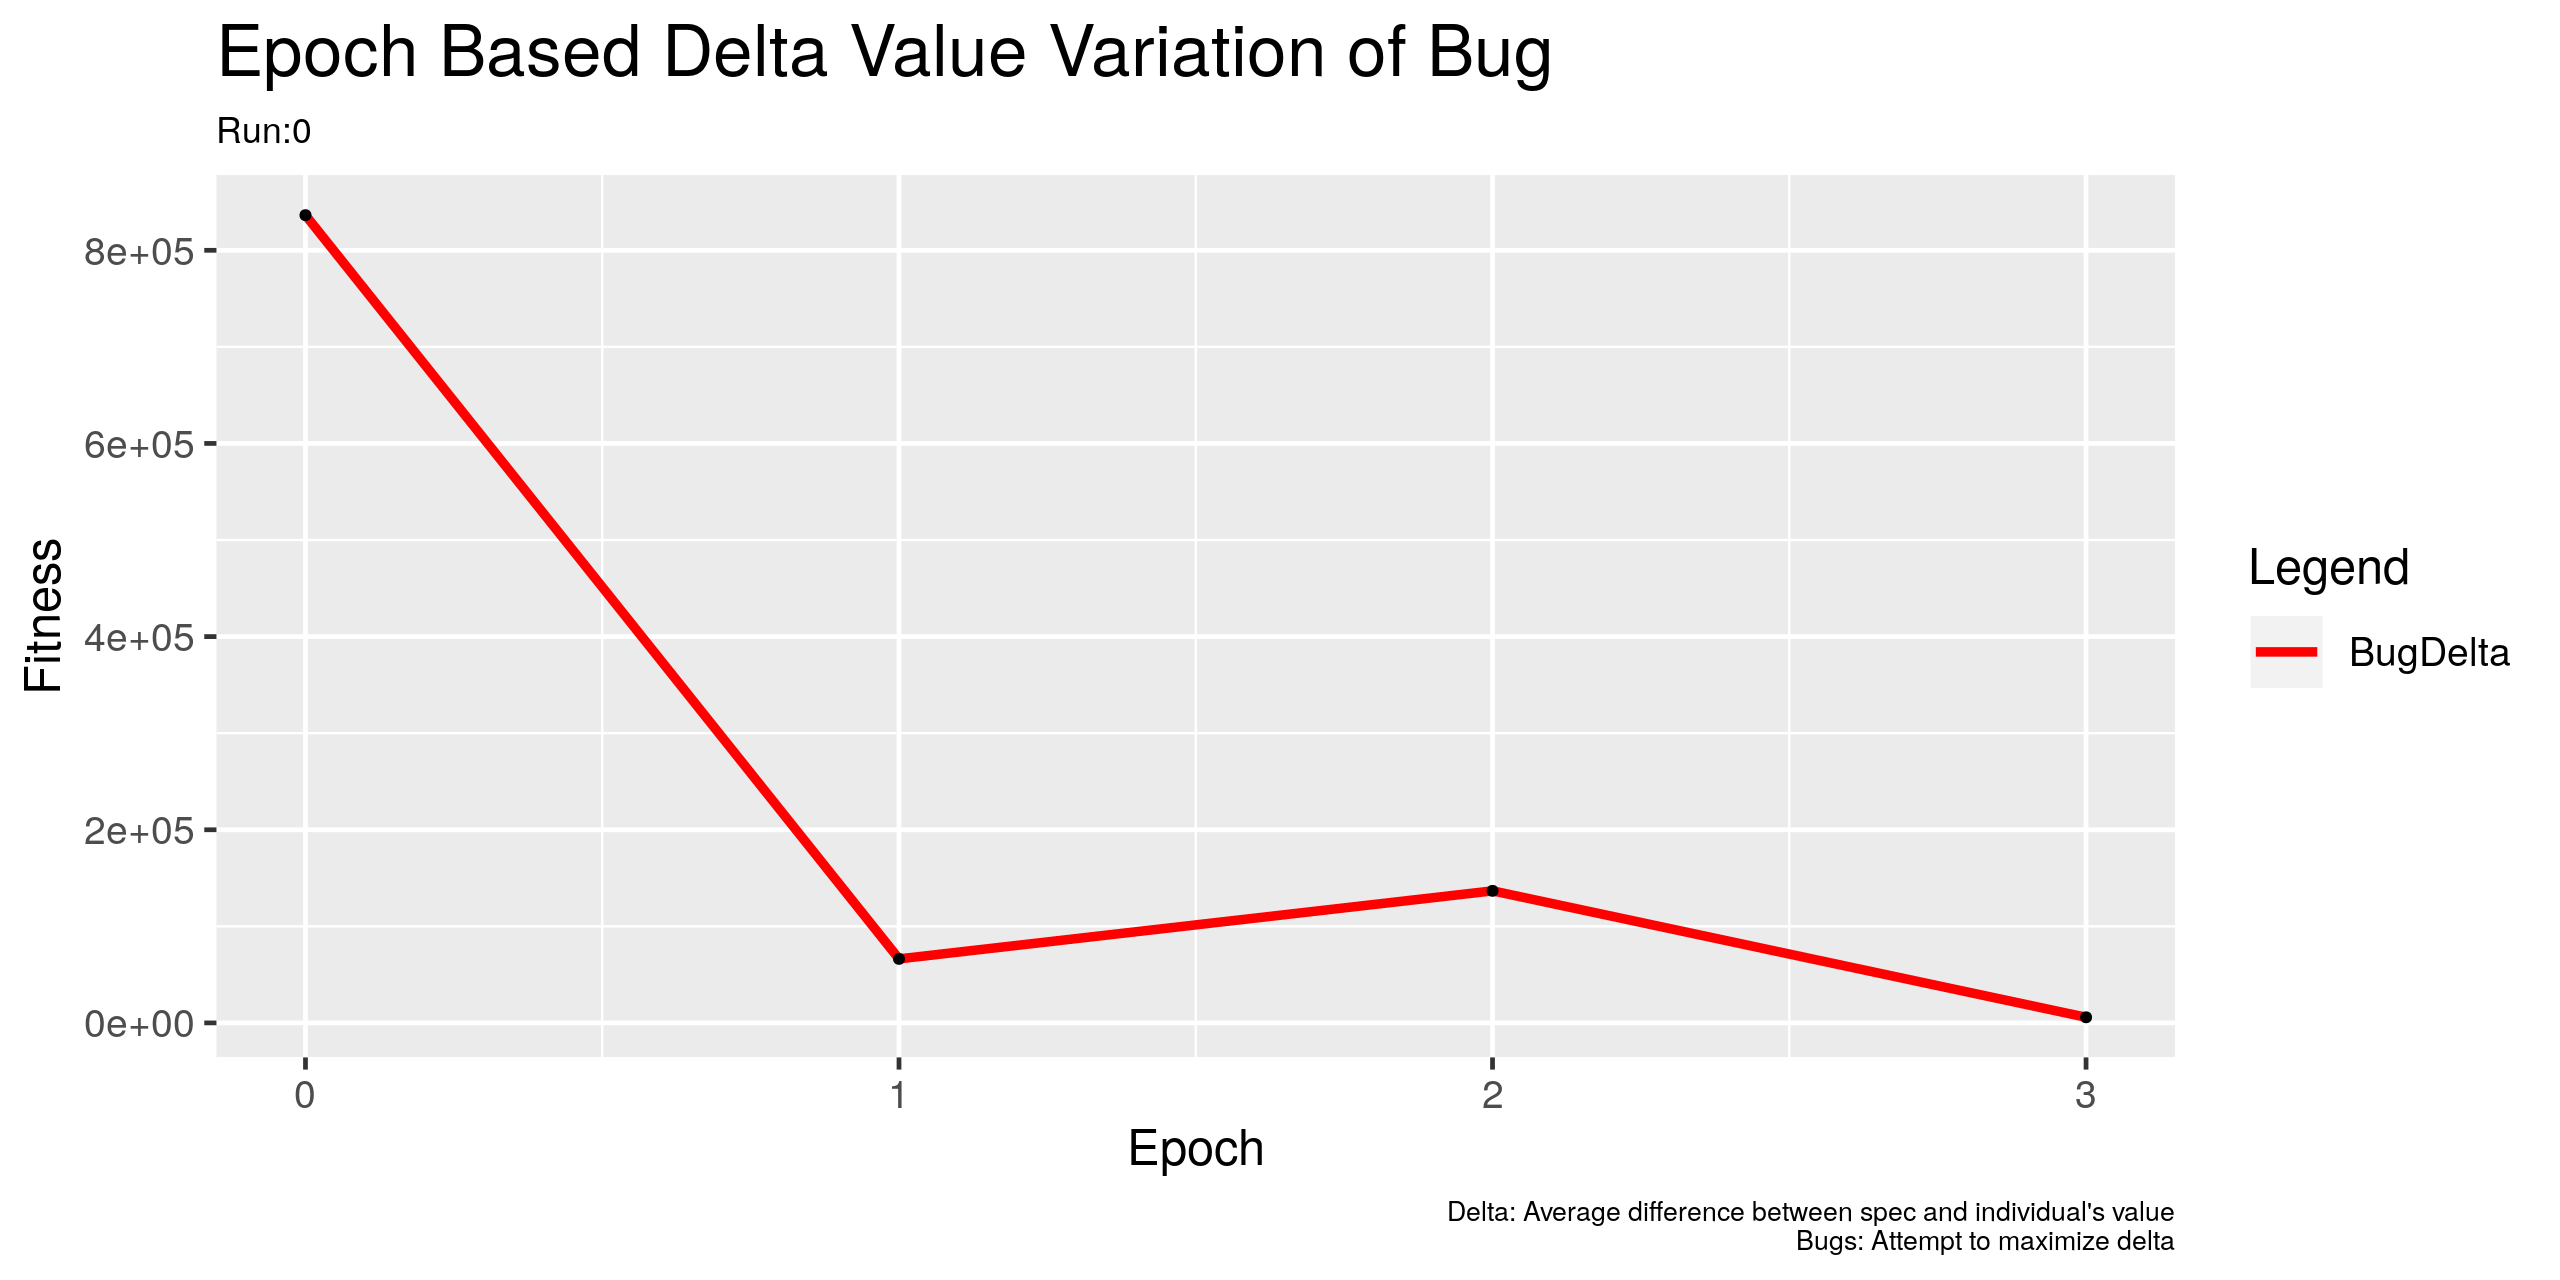 Epoch Based Delta Value Variation of Bug
Run:0
8e+05
6e+05
4e+05
2e+05
0e+00
Fitness
0
1
2
3
Epoch
Legend
BugDelta
Delta: Average difference between spec and individual's value
Bugs: Attempt to maximize delta